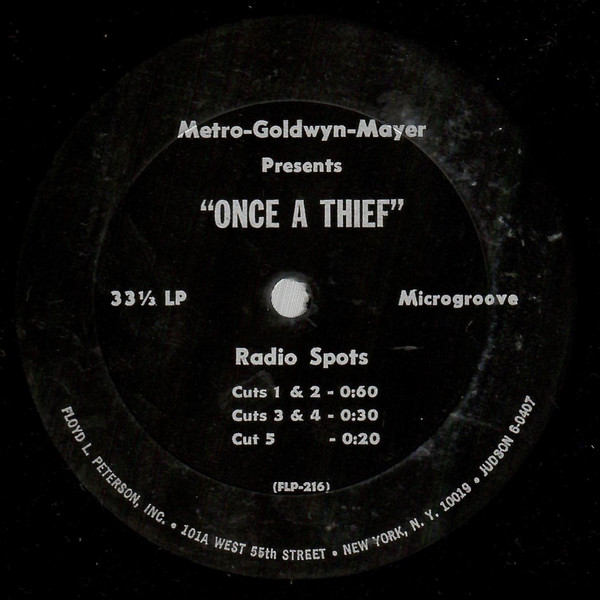 Metro-Goldwyn-Mayer
Presents
“ONCE A THIEF”
33⅓ LP
Microgroove
Radio Spots
Cuts 1 & 2 - 0:60
Cuts 3 & 4 - 0:30
Cut 5 - 0:20
(FLP-216)
FLOYD L. PETERSON, INC. • 101A WEST 55th STREET • NEW YORK, N. Y. 10019 • JUDSON 6-0407